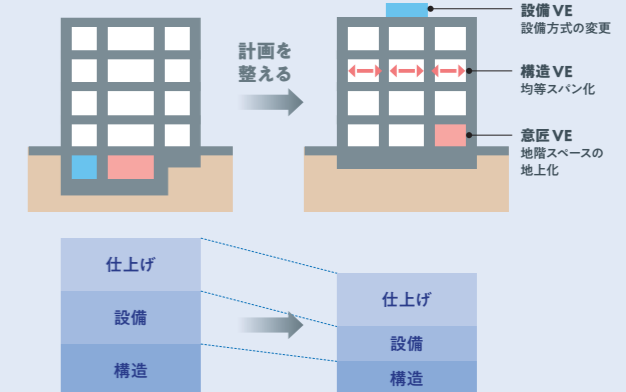 計画を
整える
設備VE
設備方式の変更
構造VE
均等スパン化
意匠VE
地階スペースの
地上化
仕上げ
設備
構造
仕上げ
設備
構造